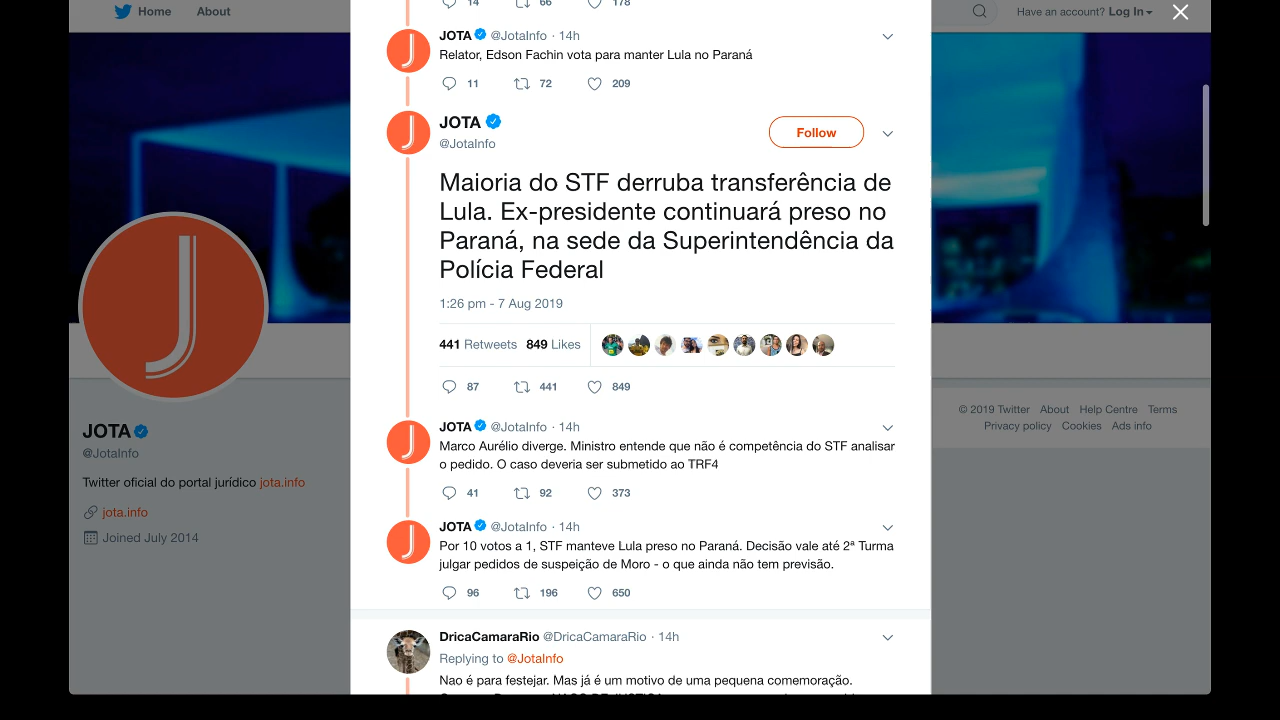 Home
About
Have an account? Log In
14 66 178
JOTA @JotaInfo · 14h
Relator, Edson Fachin vota para manter Lula no Paraná
11 72 209
JOTA
@JotaInfo
Follow
Maioria do STF derruba transferência de
Lula. Ex-presidente continuará preso no
Paraná, na sede da Superintendência da
Polícia Federal
1:26 pm - 7 Aug 2019
441 Retweets 849 Likes
87 441 849
JOTA @JotaInfo · 14h
Marco Aurélio diverge. Ministro entende que não é competência do STF analisar
o pedido. O caso deveria ser submetido ao TRF4
41 92 373
JOTA @JotaInfo · 14h
Por 10 votos a 1, STF manteve Lula preso no Paraná. Decisão vale até 2ª Turma
julgar pedidos de suspeição de Moro - o que ainda não tem previsão.
96 196 650
DricaCamaraRio @DricaCamaraRio · 14h
Replying to @JotaInfo
Nao é para festejar. Mas já é um motivo de uma pequena comemoração.
JOTA
@JotaInfo
Twitter oficial do portal jurídico jota.info
jota.info
Joined July 2014
© 2019 Twitter About Help Centre Terms
Privacy policy Cookies Ads info